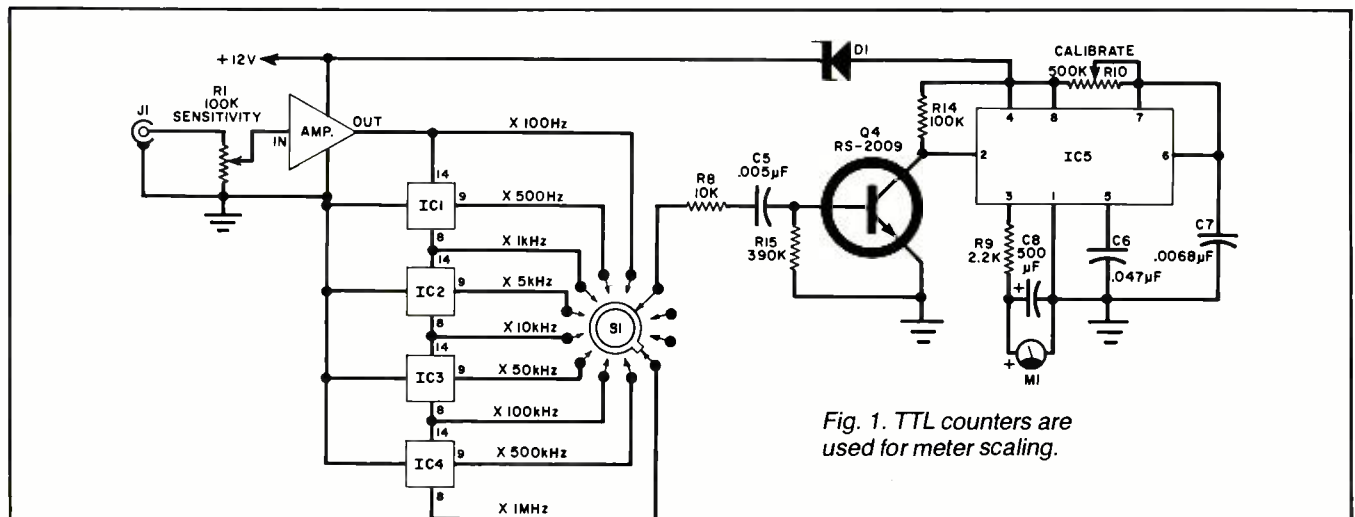 +12V
D1
CALIBRATE
500K R10
J1
R1
100K
SENSITIVITY
IN
AMP.
OUT
X 100Hz
R14
100K
4
8
7
Q4
RS-2009
2
IC5
6
C5
.005µF
R8
10K
R15
390K
3
1
5
R9
2.2K
C8
500
µF
+
C6
.047µF
C7
.0068µF
+
M1
14
IC1
9
X 500Hz
8
X 1kHz
14
IC2
9
X 5kHz
8
X 10kHz
14
IC3
9
X 50kHz
8
X 100kHz
14
IC4
9
X 500kHz
8
X 1MHz
S1
Fig. 1. TTL counters are
used for meter scaling.